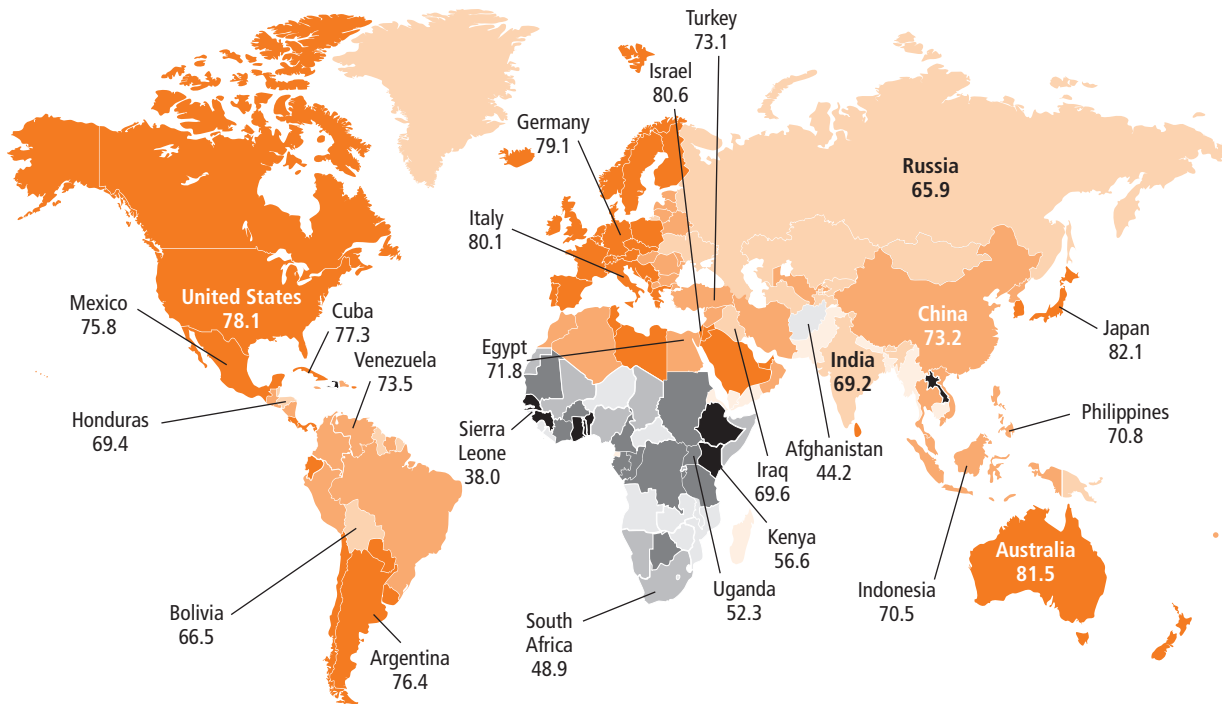 Turkey
73.1
Israel
80.6
Germany
79.1
Russia
65.9
Italy
80.1
United States
78.1
Mexico
75.8
Cuba
77.3
Venezuela
73.5
China
73.2
Japan
82.1
Egypt
71.8
India
69.2
Honduras
69.4
Philippines
70.8
Sierra
Leone
38.0
Afghanistan
44.2
Iraq
69.6
Kenya
56.6
Australia
81.5
Uganda
52.3
Indonesia
70.5
Bolivia
66.5
South
Africa
48.9
Argentina
76.4